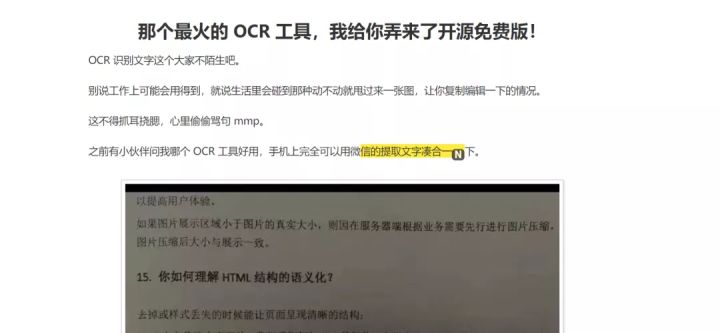 那个最火的 OCR 工具，我给你弄来了开源免费版！
OCR 识别文字这个大家不陌生吧。
别说工作上可能会用得到，就说生活里会碰到那种动不动就甩过来一张图，让你复制编辑一下的情况。
这不得抓耳挠腮，心里偷偷骂句 mmp。
之前有小伙伴问我哪个 OCR 工具好用，手机上完全可以用微信的提取文字凑合一N下。
以提高用户体验。
如果图片展示区域小于图片的真实大小，则因在服务器端根据业务需要先行进行图片压缩，
图片压缩后大小与展示一致。
15. 你如何理解 HTML 结构的语义化？
去掉或样式丢失的时候能让页面呈现清晰的结构：